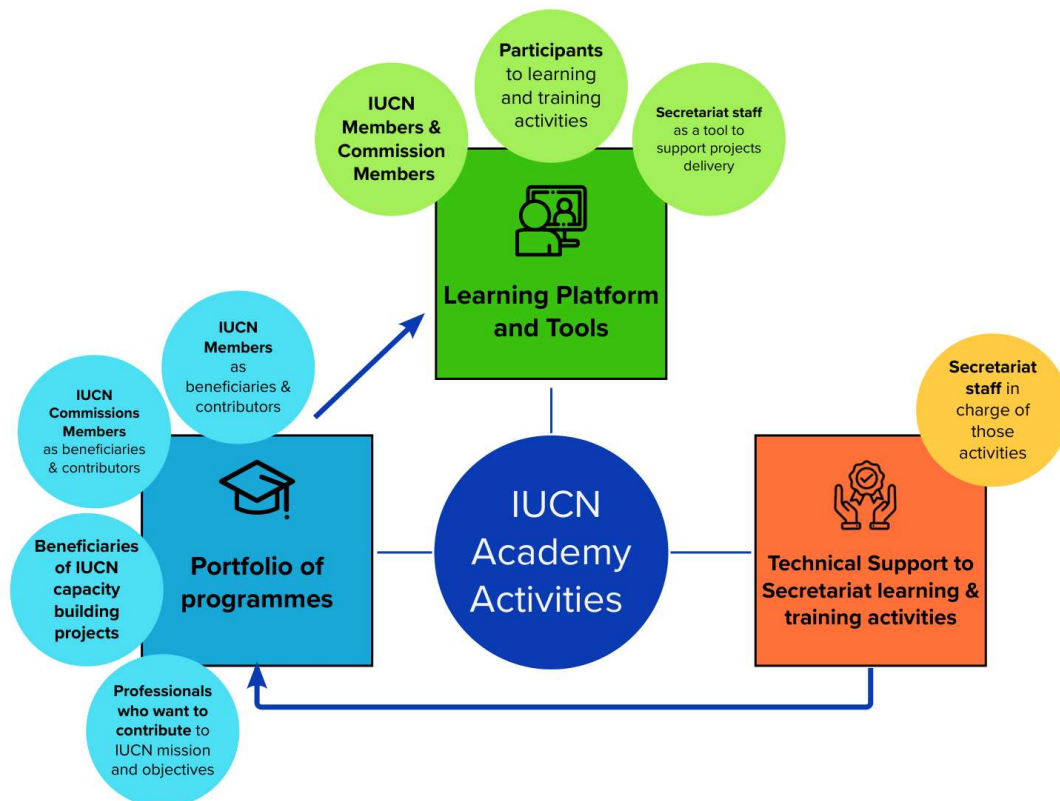 Participants
to learning
and training
activities
IUCN
Members &
Commission
Members
Secretariat staff
as a tool to
support projects
delivery
Learning Platform
and Tools
IUCN
Members
as
beneficiaries &
contributors
IUCN
Commissions
Members
as beneficiaries
& contributors
Beneficiaries
of IUCN
capacity
building
projects
Professionals
who want to
contribute to
IUCN mission
and objectives
Portfolio of
programmes
IUCN
Academy
Activities
Secretariat
staff in
charge of
those
activities
Technical Support to
Secretariat learning &
training activities